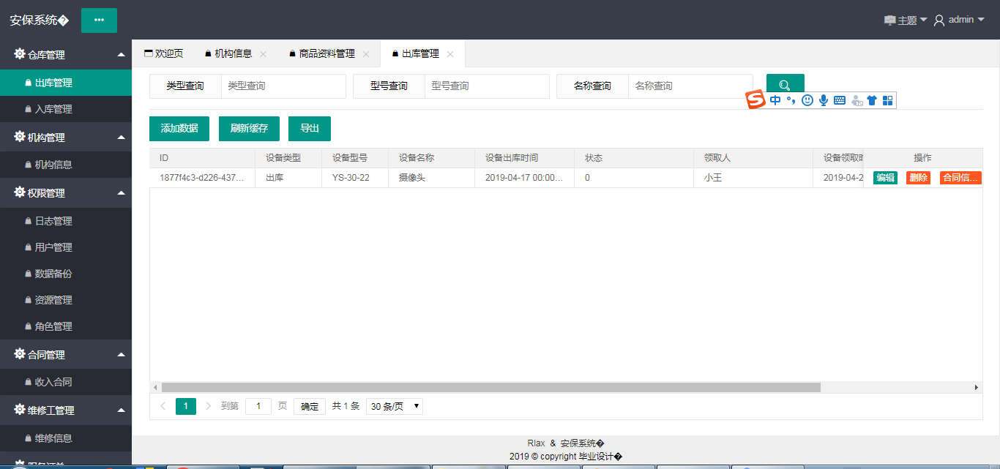 安保系统� •••
主题 admin
仓库管理
出库管理
入库管理
机构管理
机构信息
权限管理
日志管理
用户管理
数据备份
资源管理
角色管理
合同管理
收入合同
维修工管理
维修信息
欢迎页 机构信息 商品资料管理 出库管理
类型查询 类型查询 型号查询 型号查询 名称查询 名称查询
S 中
添加数据 刷新缓存 导出
ID 设备类型 设备型号 设备名称 设备出库时间 状态 领取人 设备领取 操作
1877f4c3-d226-437... 出库 YS-30-22 摄像头 2019-04-17 00:00... 0 小王 2019-04-2 编辑 删除 合同信...
1 到第 1 页 确定 共 1 条 30 条/页
Rlax & 安保系统�
2019 © copyright 毕业设计�